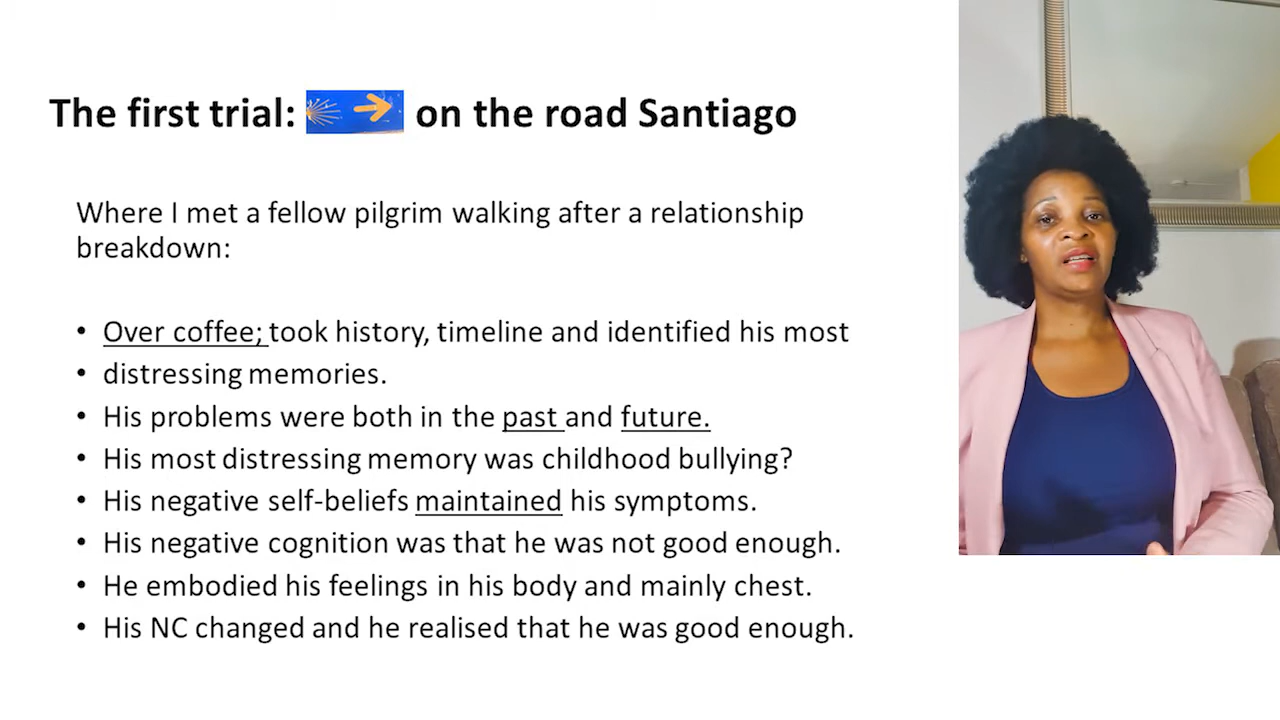 The first trial: on the road Santiago
Where I met a fellow pilgrim walking after a relationship
breakdown:
• Over coffee; took history, timeline and identified his most
• distressing memories.
• His problems were both in the past and future.
• His most distressing memory was childhood bullying?
• His negative self-beliefs maintained his symptoms.
• His negative cognition was that he was not good enough.
• He embodied his feelings in his body and mainly chest.
• His NC changed and he realised that he was good enough.